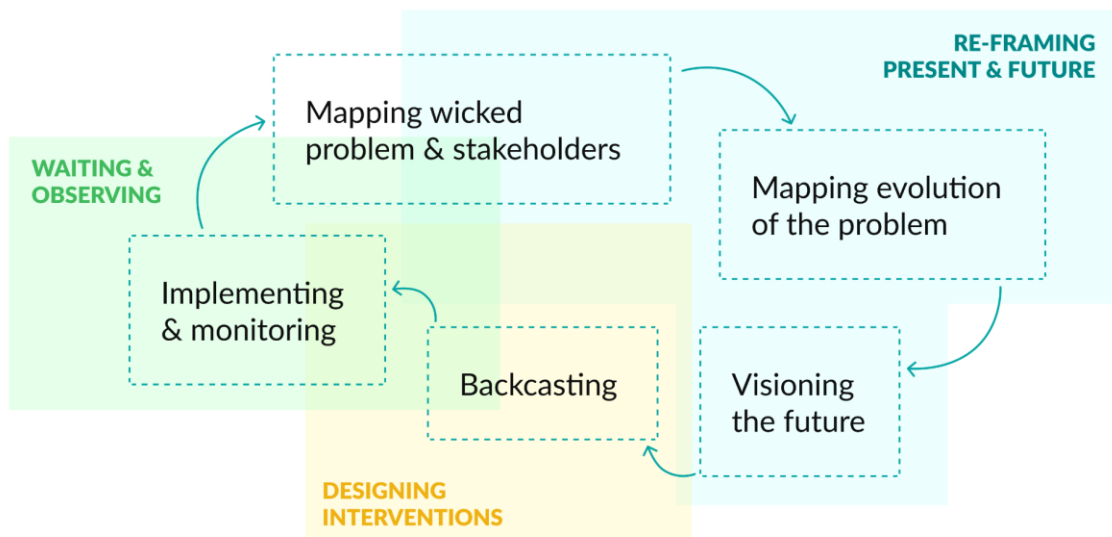 RE-FRAMING
PRESENT & FUTURE
Mapping wicked
problem & stakeholders
WAITING &
OBSERVING
Mapping evolution
of the problem
Implementing
& monitoring
Backcasting
Visioning
the future
DESIGNING
INTERVENTIONS